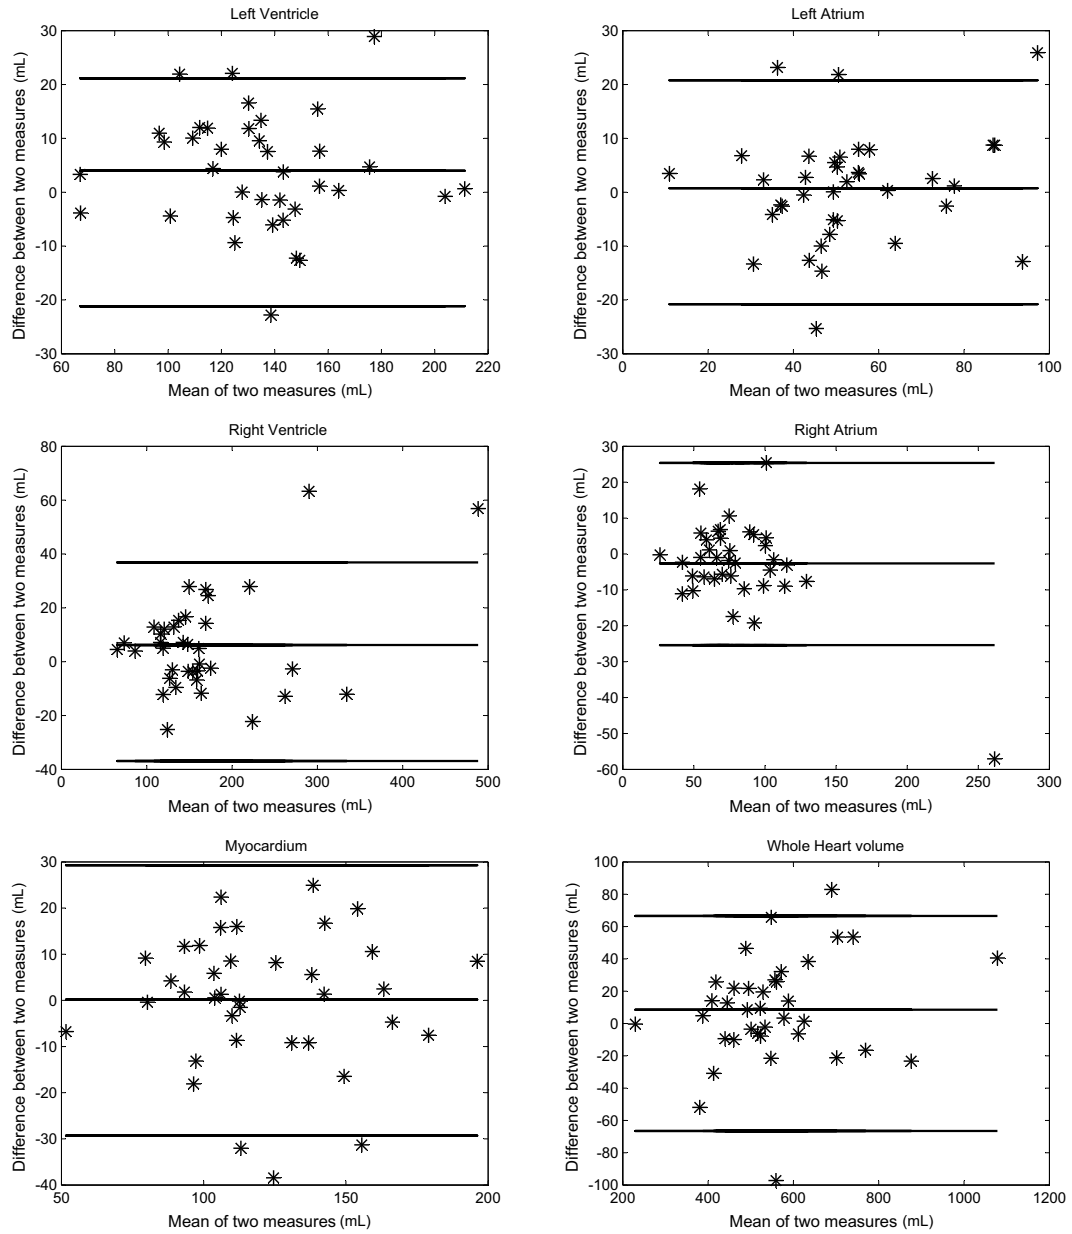 Left Ventricle
30
20
10
0
-10
-20
-30
60 80 100 120 140 160 180 200 220
Difference between two measures (mL)
Mean of two measures (mL)
Left Atrium
30
20
10
0
-10
-20
-30
0 20 40 60 80 100
Difference between two measures (mL)
Mean of two measures (mL)
Right Ventricle
80
60
40
20
0
-20
-40
0 100 200 300 400 500
Difference between two measures (mL)
Mean of two measures (mL)
Right Atrium
30
20
10
0
-10
-20
-30
-40
-50
-60
0 50 100 150 200 250 300
Difference between two measures (mL)
Mean of two measures (mL)
Myocardium
30
20
10
0
-10
-20
-30
-40
50 100 150 200
Difference between two measures (mL)
Mean of two measures (mL)
Whole Heart volume
100
80
60
40
20
0
-20
-40
-60
-80
-100
200 400 600 800 1000 1200
Difference between two measures (mL)
Mean of two measures (mL)